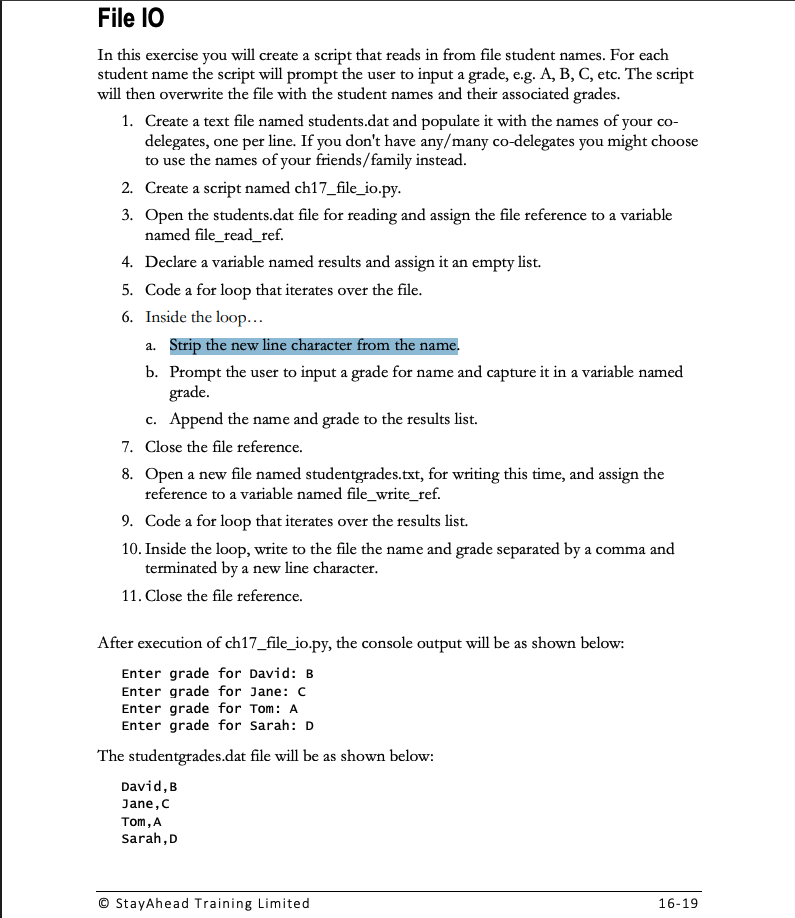 File IO
In this exercise you will create a script that reads in from file student names. For each
student name the script will prompt the user to input a grade, e.g. A, B, C, etc. The script
will then overwrite the file with the student names and their associated grades.
1. Create a text file named students.dat and populate it with the names of your co-
delegates, one per line. If you don't have any/many co-delegates you might choose
to use the names of your friends/family instead.
2. Create a script named ch17_file_io.py.
3. Open the students.dat file for reading and assign the file reference to a variable
named file_read_ref.
4. Declare a variable named results and assign it an empty list.
5. Code a for loop that iterates over the file.
6. Inside the loop…
a. Strip the new line character from the name.
b. Prompt the user to input a grade for name and capture it in a variable named
grade.
c. Append the name and grade to the results list.
7. Close the file reference.
8. Open a new file named studentgrades.txt, for writing this time, and assign the
reference to a variable named file_write_ref.
9. Code a for loop that iterates over the results list.
10. Inside the loop, write to the file the name and grade separated by a comma and
terminated by a new line character.
11. Close the file reference.
After execution of ch17_file_io.py, the console output will be as shown below:
Enter grade for David: B
Enter grade for Jane: C
Enter grade for Tom: A
Enter grade for Sarah: D
The studentgrades.dat file will be as shown below:
David,B
Jane,C
Tom,A
Sarah,D
© StayAhead Training Limited 16-19